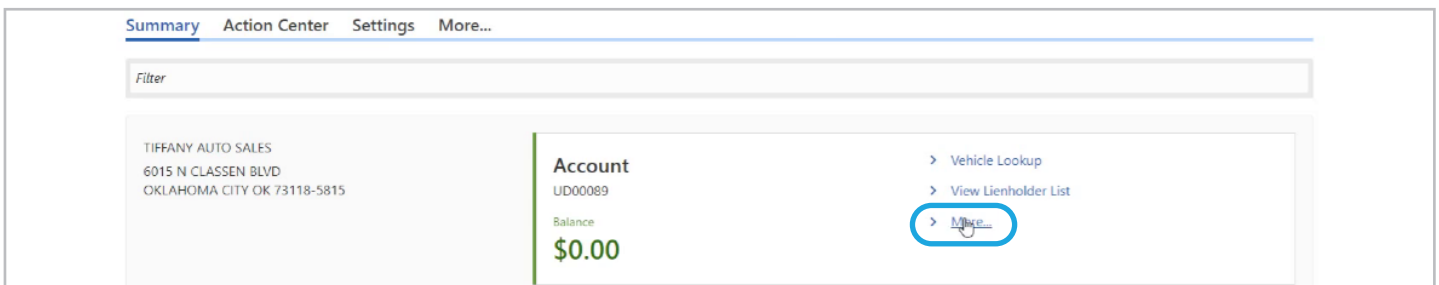 Summary Action Center Settings More...
Filter
TIFFANY AUTO SALES
6015 N CLASSEN BLVD
OKLAHOMA CITY OK 73118-5815
Account
UD00089
Balance
$0.00
Vehicle Lookup
View Lienholder List
More...